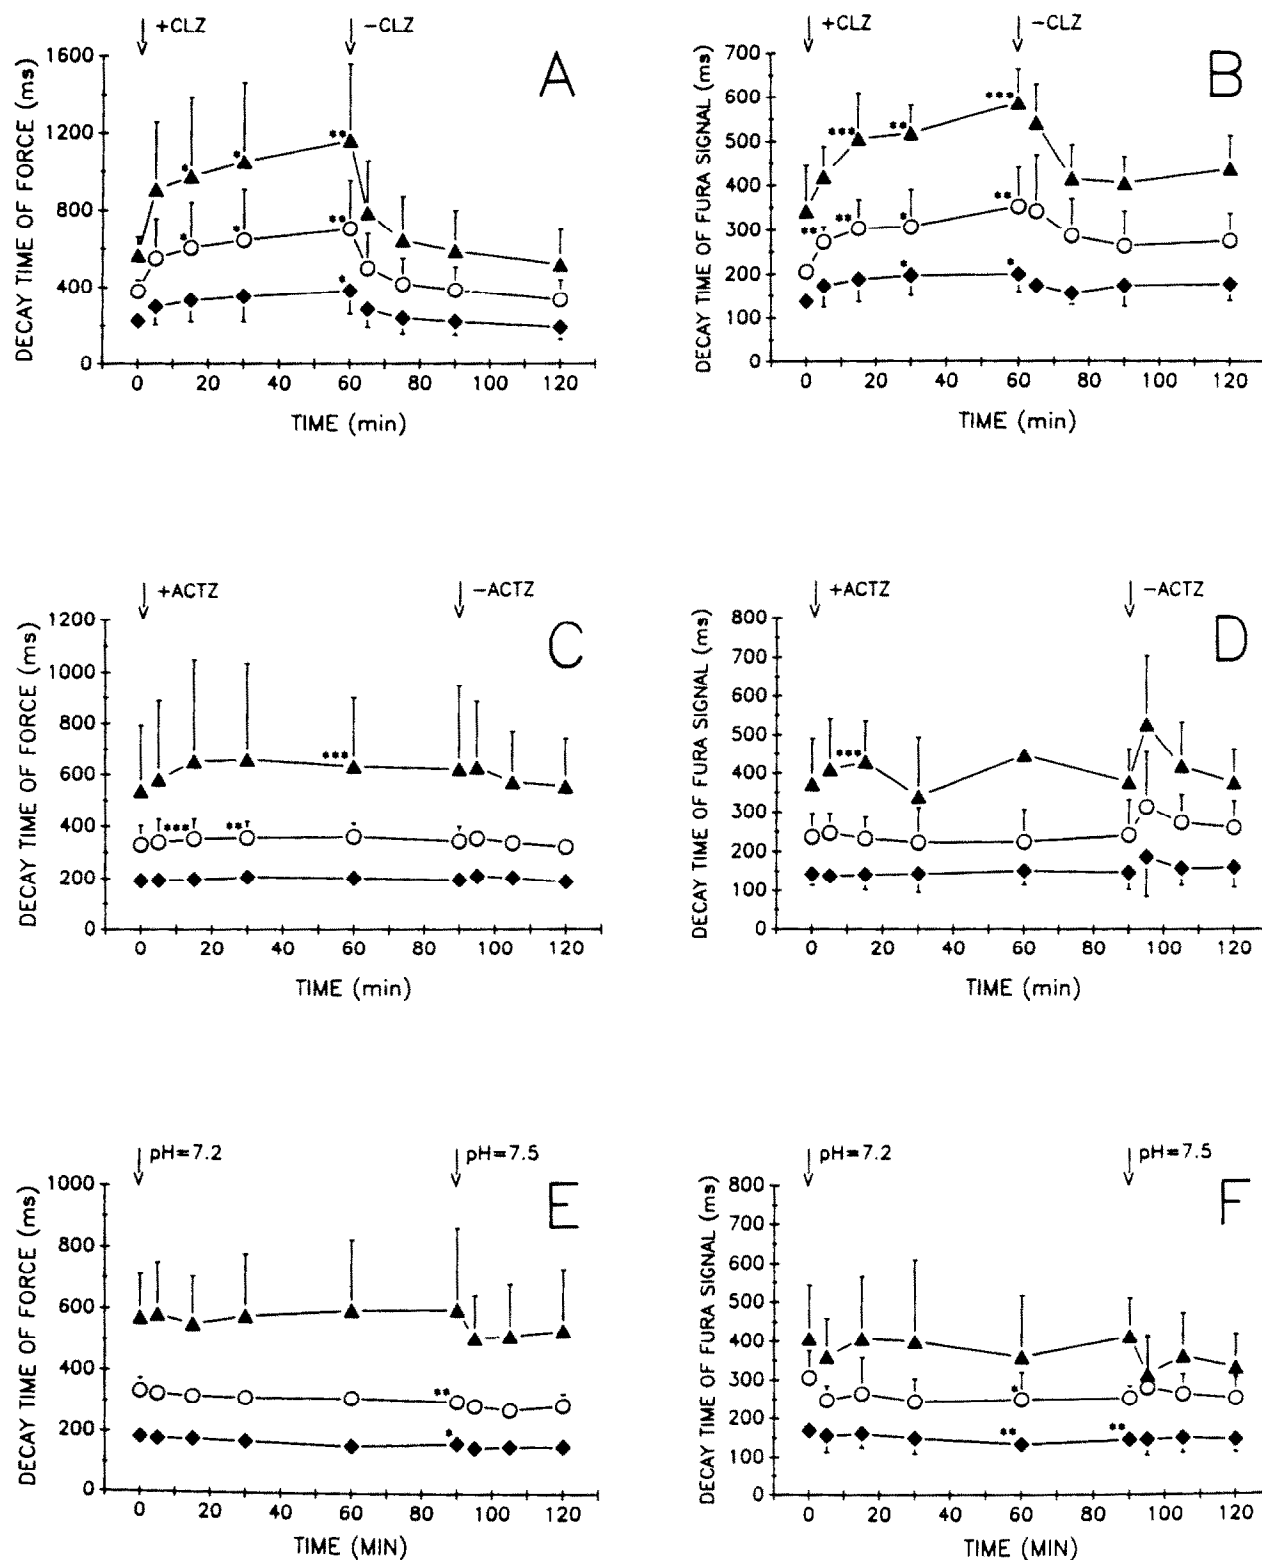 +CLZ
-CLZ
A
DECAY TIME OF FORCE (ms)
1600
1200
800
400
0
***
*
*
**
*
*
**
*
0 20 40 60 80 100 120
TIME (min)
+CLZ
-CLZ
B
DECAY TIME OF FURA SIGNAL (ms)
700
600
500
400
300
200
100
0
***
**
***
**
**
*
**
*
*
0 20 40 60 80 100 120
TIME (min)
+ACTZ
-ACTZ
C
DECAY TIME OF FORCE (ms)
1200
1000
800
600
400
200
0
***
***
**
0 20 40 60 80 100 120
TIME (min)
+ACTZ
-ACTZ
D
DECAY TIME OF FURA SIGNAL (ms)
800
700
600
500
400
300
200
100
0
***
0 20 40 60 80 100 120
TIME (min)
pH=7.2
pH=7.5
E
DECAY TIME OF FORCE (ms)
1000
800
600
400
200
0
**
*
0 20 40 60 80 100 120
TIME (MIN)
pH=7.2
pH=7.5
F
DECAY TIME OF FURA SIGNAL (ms)
800
700
600
500
400
300
200
100
0
*
**
**
0 20 40 60 80 100 120
TIME (MIN)